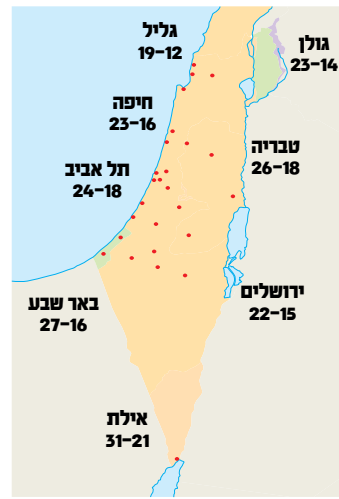 גליל
19–12
גולן
23–14
חיפה
23–16
טבריה
26–18
תל אביב
24–18
ירושלים
22–15
באר שבע
27–16
אילת
31–21